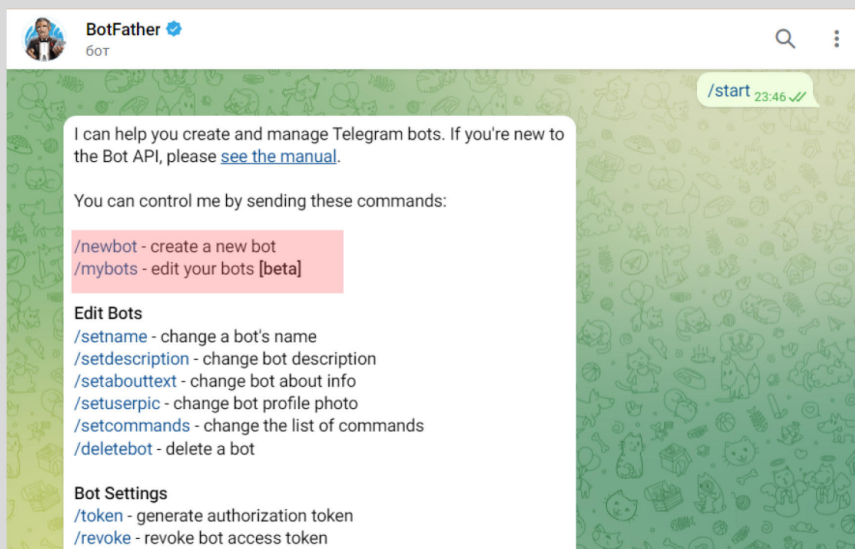 BotFather
бот
/start 23:46
I can help you create and manage Telegram bots. If you're new to
the Bot API, please see the manual.
You can control me by sending these commands:
/newbot - create a new bot
/mybots - edit your bots [beta]
Edit Bots
/setname - change a bot's name
/setdescription - change bot description
/setabouttext - change bot about info
/setuserpic - change bot profile photo
/setcommands - change the list of commands
/deletebot - delete a bot
Bot Settings
/token - generate authorization token
/revoke - revoke bot access token